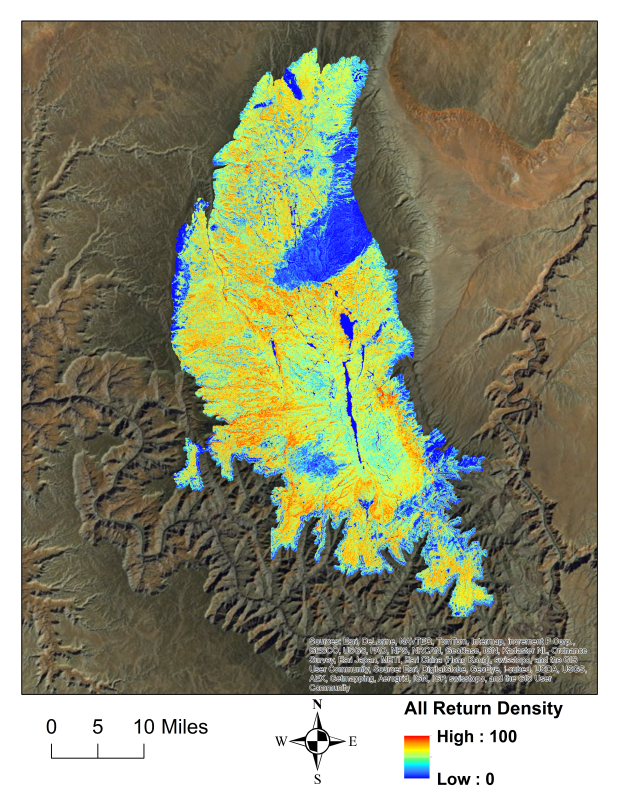 Sources: Esri, DeLorme, NAVTEQ, TomTom, Intermap, increment P Corp.,
GEBCO, USGS, FAO, NPS, NRCAN, GeoBase, IGN, Kadaster NL, Ordnance
Survey, Esri Japan, METI, Esri China (Hong Kong), swisstopo, and the GIS
User Community, Source: Esri, DigitalGlobe, GeoEye, i-cubed, USDA, USGS,
AEX, Getmapping, Aerogrid, IGN, IGP, swisstopo, and the GIS User
Community
0 5 10 Miles
N
W E
S
All Return Density
High : 100
Low : 0